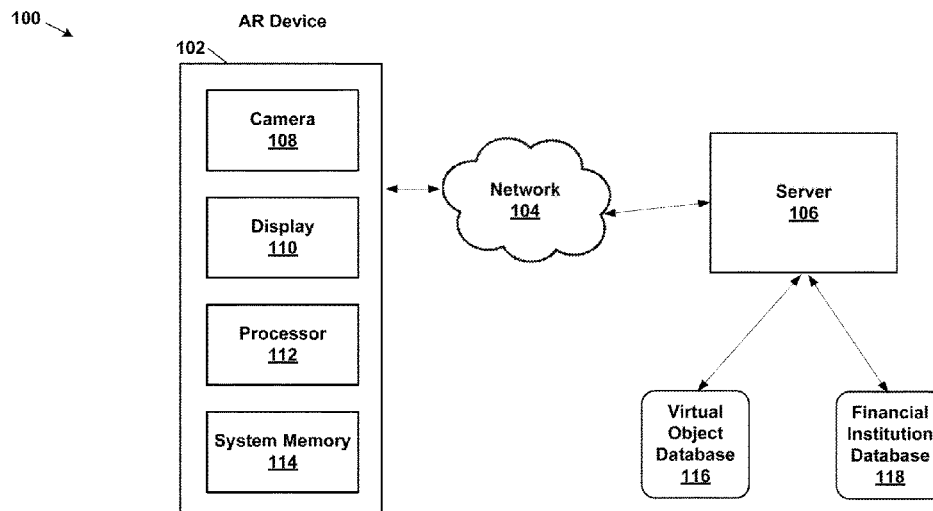 100
AR Device
102
Camera
108
Display
110
Processor
112
System Memory
114
Network
104
Server
106
Virtual
Object
Database
116
Financial
Institution
Database
118